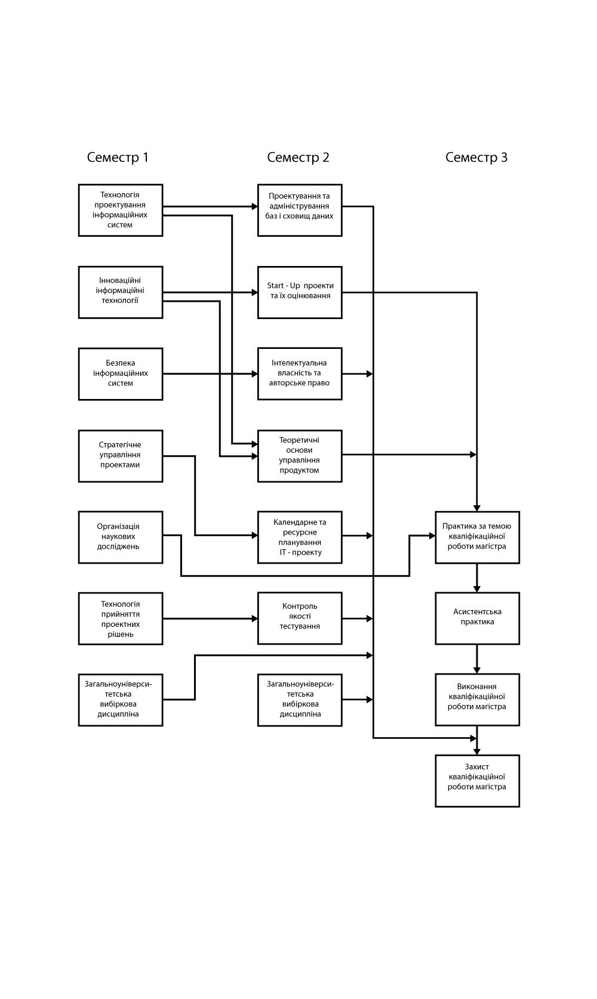 Семестр 1
Семестр 2
Семестр 3
Технологія
проектування
інформаційних
систем
Проектування та
адміністрування
баз і сховищ даних
Інноваційні
інформаційні
технології
Start - Up проекти
та їх оцінювання
Безпека
інформаційних
систем
Інтелектуальна
власність та
авторське право
Стратегічне
управління
проектами
Теоретичні
основи
управління
продуктом
Організація
наукових
досліджень
Календарне та
ресурсне
планування
ІТ - проекту
Практика за темою
кваліфікаційної
роботи магістра
Технологія
прийняття
проектних
рішень
Контроль
якості
тестування
Асистентська
практика
Загальноуніверси-
тетська
вибіркова
дисципліна
Загальноуніверси-
тетська
вибіркова
дисципліна
Виконання
кваліфікаційної
роботи магістра
Захист
кваліфікаційної
роботи магістра